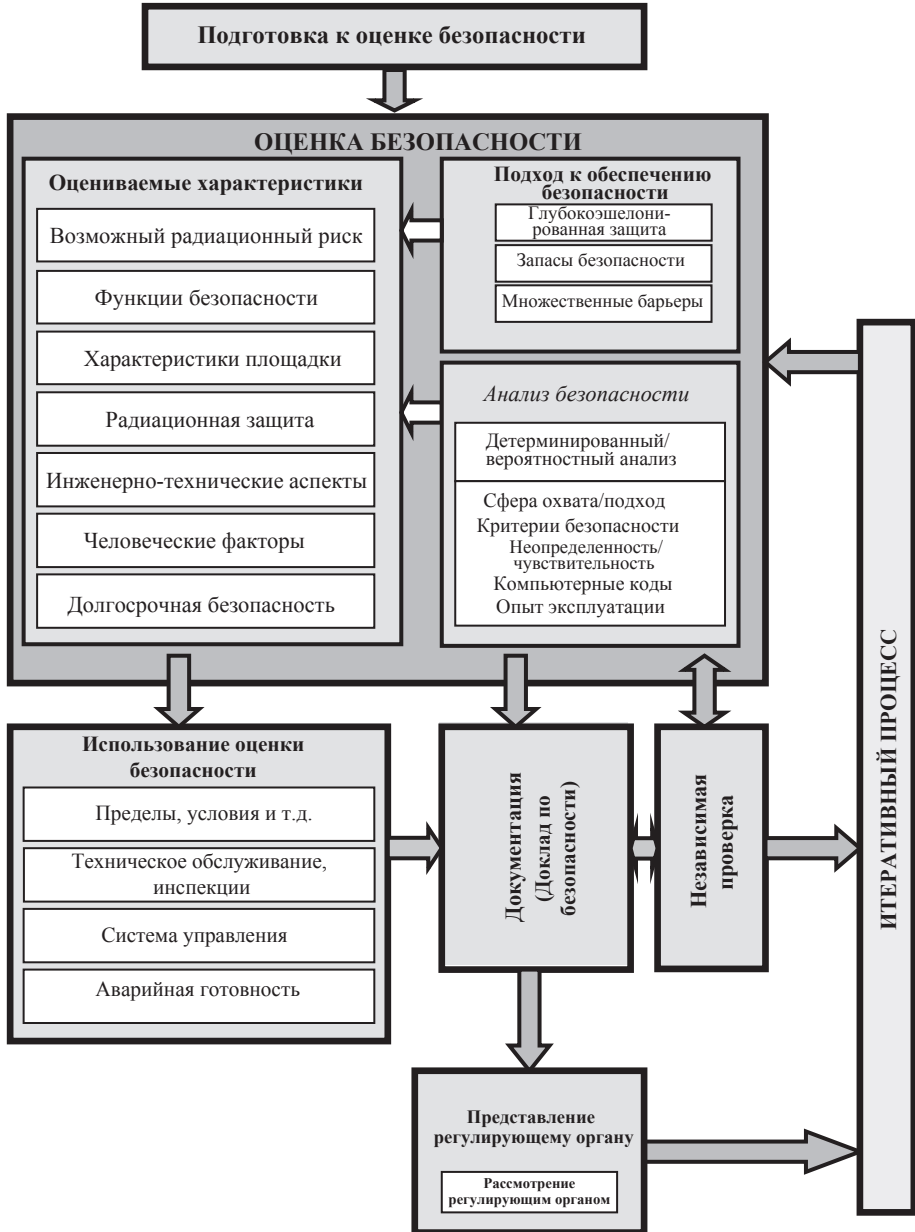 Подготовка к оценке безопасности
ОЦЕНКА БЕЗОПАСНОСТИ
Оцениваемые характеристики
Возможный радиационный риск
Функции безопасности
Характеристики площадки
Радиационная защита
Инженерно-технические аспекты
Человеческие факторы
Долгосрочная безопасность
Подход к обеспечению
безопасности
Глубокоэшелони-
рованная защита
Запасы безопасности
Множественные барьеры
Анализ безопасности
Детерминированный/
вероятностный анализ
Сфера охвата/подход
Критерии безопасности
Неопределенность/
чувствительность
Компьютерные коды
Опыт эксплуатации
Использование оценки
безопасности
Пределы, условия и т.д.
Техническое обслуживание,
инспекции
Система управления
Аварийная готовность
Документация
(Доклад по
безопасности)
Независимая
проверка
ИТЕРАТИВНЫЙ ПРОЦЕСС
Представление
регулирующему органу
Рассмотрение
регулирующим органом